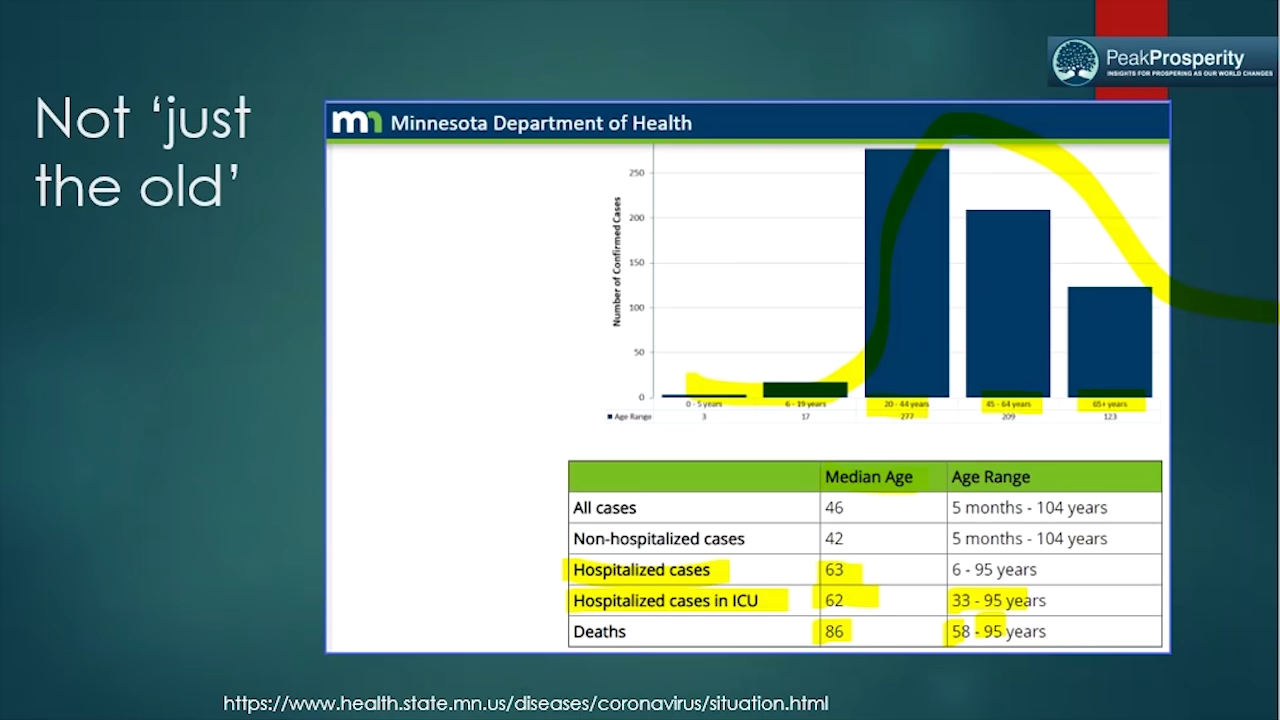 PeakProsperity
INSIGHTS FOR PROSPERING AS OUR WORLD CHANGES
Not ‘just
the old’
mn Minnesota Department of Health
Number of Confirmed Cases
250
200
150
100
50
0
0 - 5 years 6 - 19 years 20 - 44 years 45 - 64 years 65+ years
Age Range 3 17 277 209 123
Median Age Age Range
All cases 46 5 months - 104 years
Non-hospitalized cases 42 5 months - 104 years
Hospitalized cases 63 6 - 95 years
Hospitalized cases in ICU 62 33 - 95 years
Deaths 86 58 - 95 years
https://www.health.state.mn.us/diseases/coronavirus/situation.html